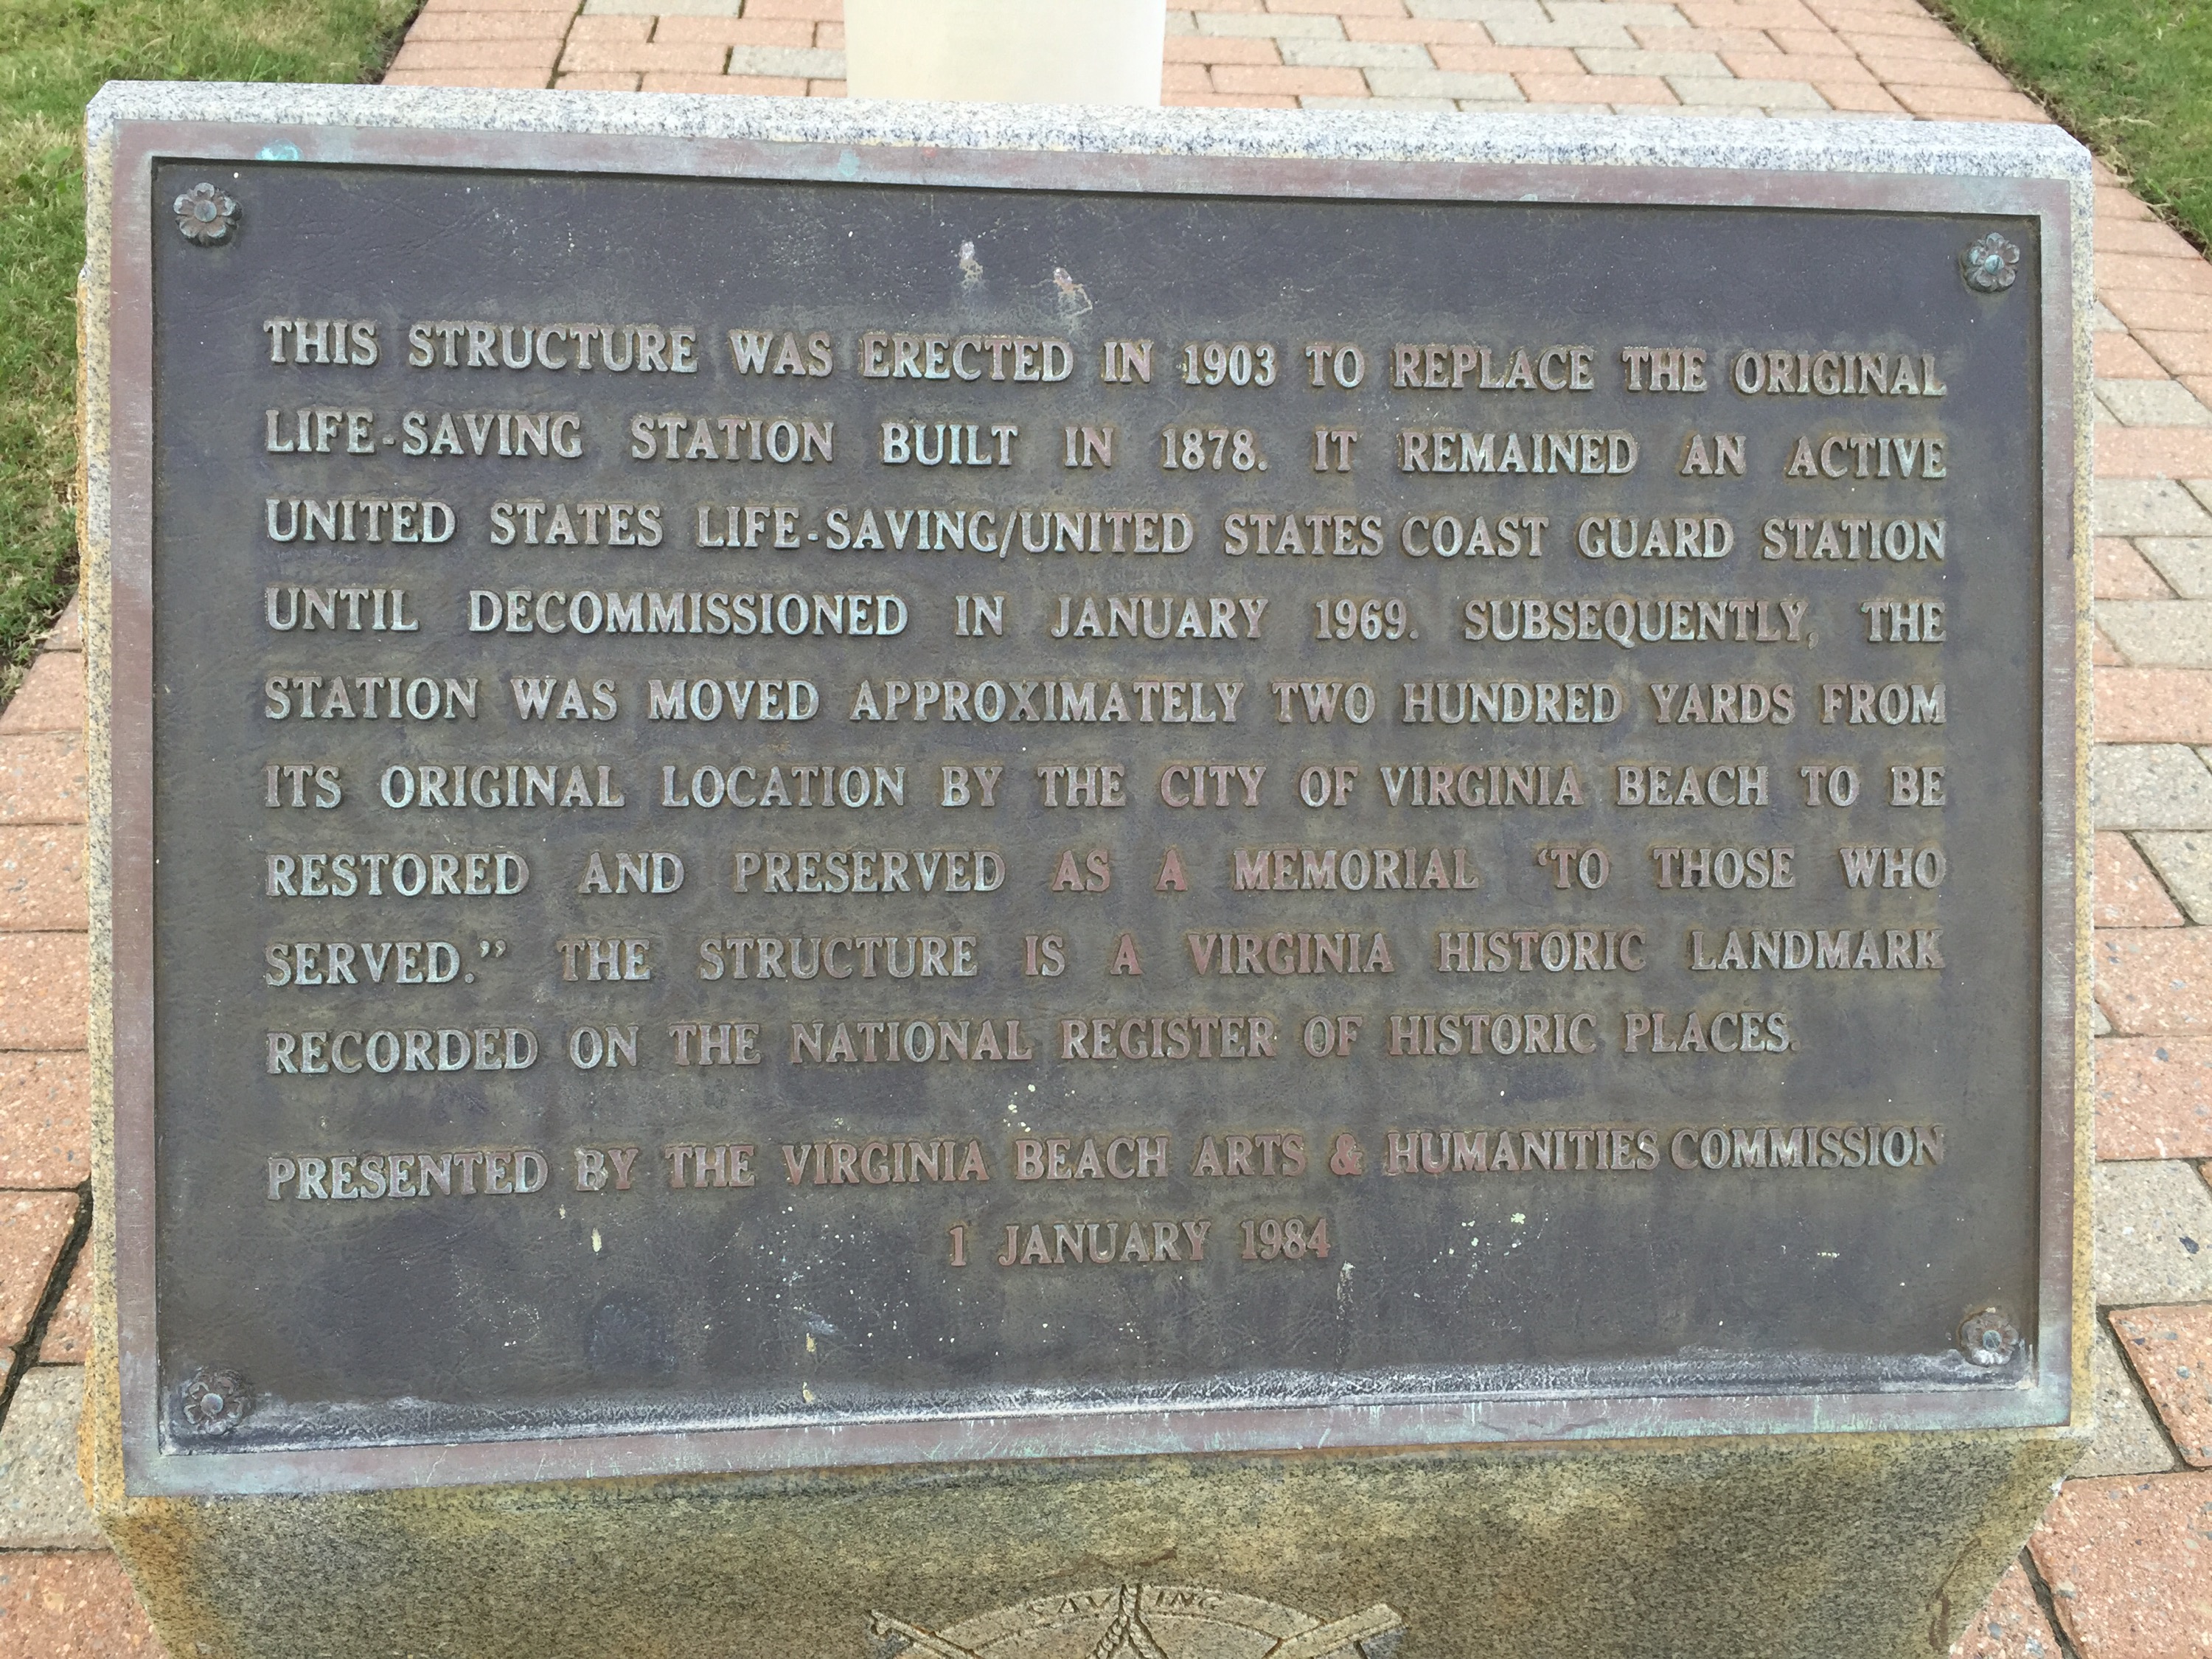 THIS STRUCTURE WAS ERECTED IN 1903 TO REPLACE THE ORIGINAL
LIFE-SAVING STATION BUILT IN 1878. IT REMAINED AN ACTIVE
UNITED STATES LIFE-SAVING/UNITED STATES COAST GUARD STATION
UNTIL DECOMMISSIONED IN JANUARY 1969. SUBSEQUENTLY, THE
STATION WAS MOVED APPROXIMATELY TWO HUNDRED YARDS FROM
ITS ORIGINAL LOCATION BY THE CITY OF VIRGINIA BEACH TO BE
RESTORED AND PRESERVED AS A MEMORIAL ‘TO THOSE WHO
SERVED.” THE STRUCTURE IS A VIRGINIA HISTORIC LANDMARK
RECORDED ON THE NATIONAL REGISTER OF HISTORIC PLACES.
PRESENTED BY THE VIRGINIA BEACH ARTS & HUMANITIES COMMISSION
1 JANUARY 1984
SAVING